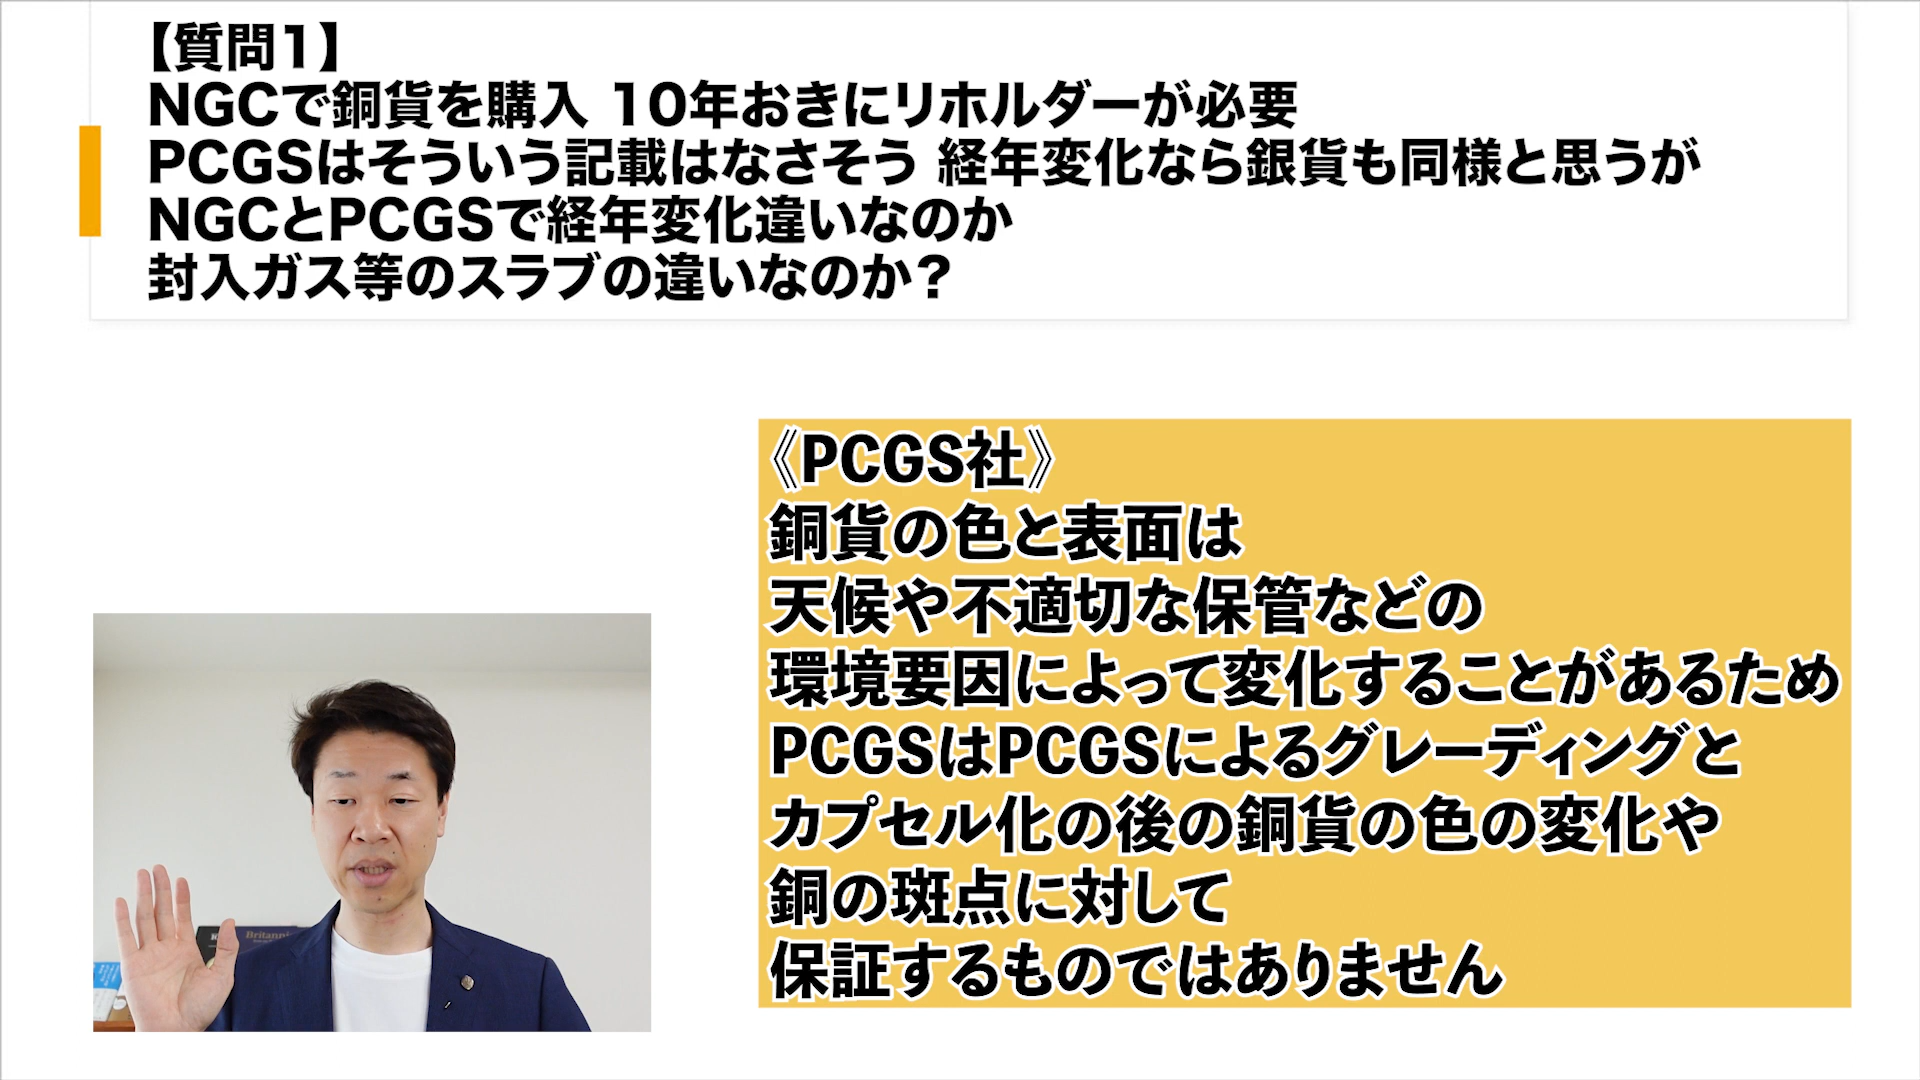 【質問1】
NGCで銅貨を購入 10年おきにリホルダーが必要
PCGSはそういう記載はなさそう 経年変化なら銀貨も同様と思うが
NGCとPCGSで経年変化違いなのか
封入ガス等のスラブの違いなのか？
《PCGS社》
銅貨の色と表面は
天候や不適切な保管などの
環境要因によって変化することがあるため
PCGSはPCGSによるグレーディングと
カプセル化の後の銅貨の色の変化や
銅の斑点に対して
保証するものではありません